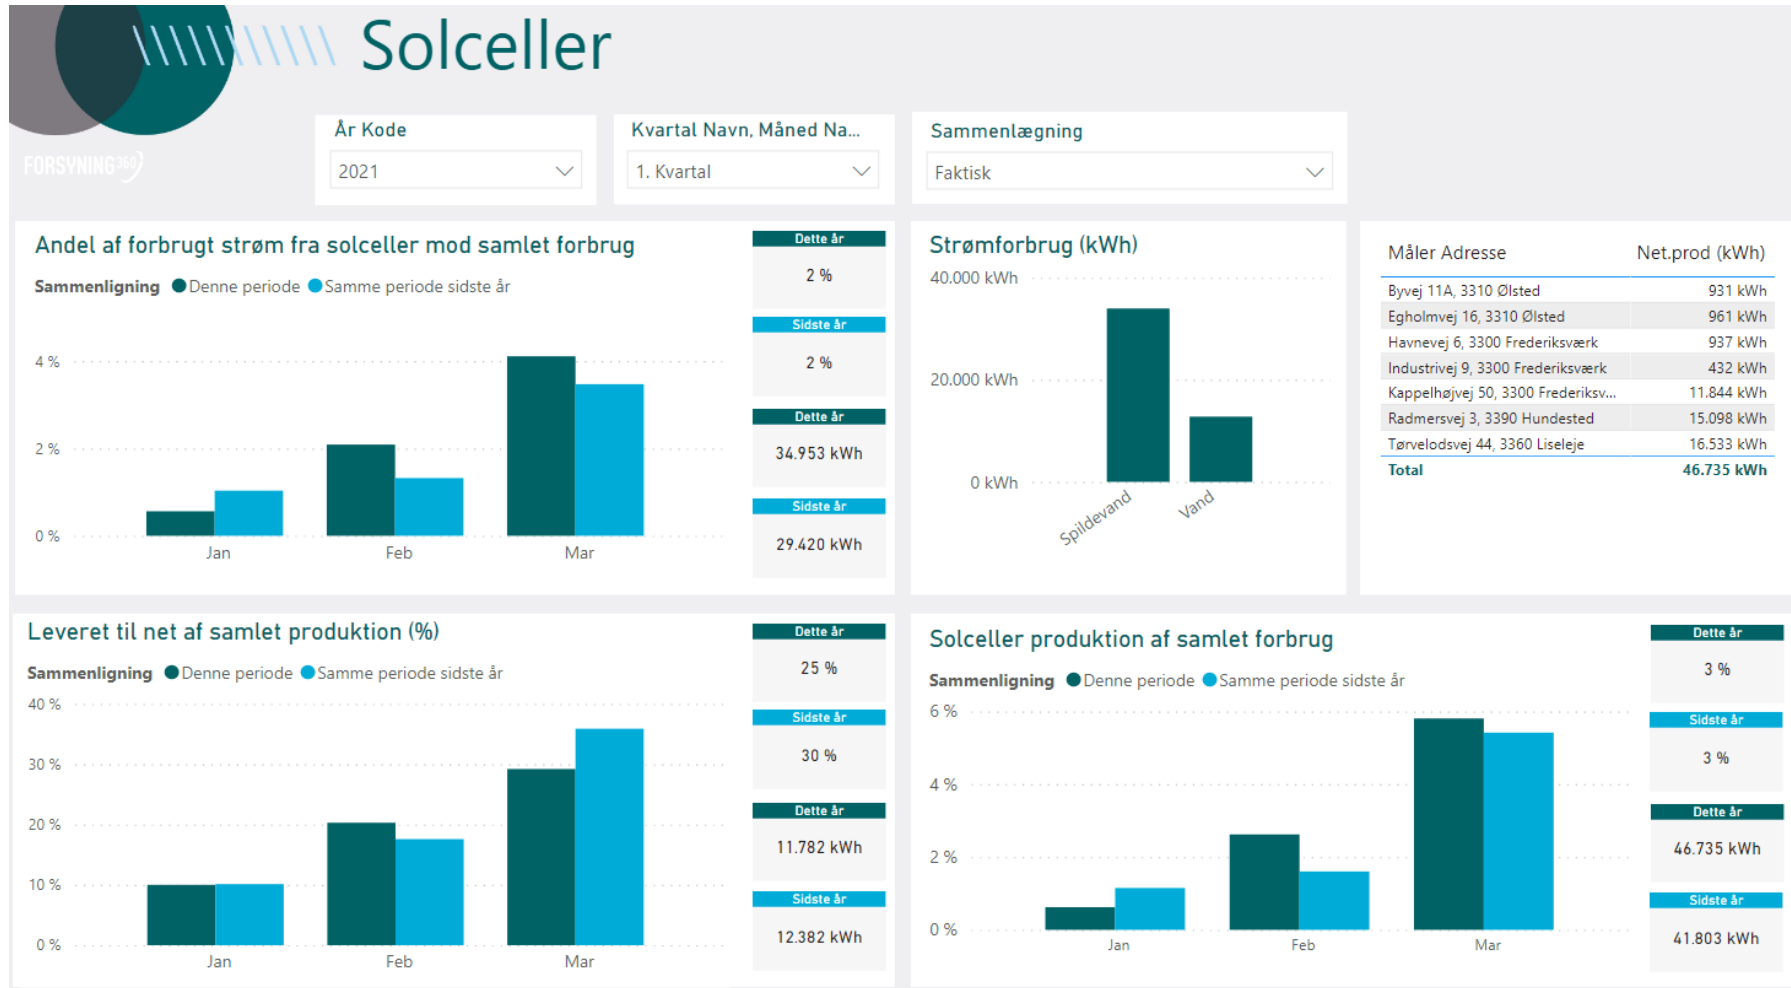 Solceller
FORSYNING360
År Kode
2021
Kvartal Navn, Måned Na...
1. Kvartal
Sammenlægning
Faktisk
Andel af forbrugt strøm fra solceller mod samlet forbrug
Sammenligning Denne periode Samme periode sidste år
4 %
2 %
0 %
Jan Feb Mar
Dette år
2 %
Sidste år
2 %
Dette år
34.953 kWh
Sidste år
29.420 kWh
Strømforbrug (kWh)
40.000 kWh
20.000 kWh
0 kWh
Spildevand Vand
Måler Adresse Net.prod (kWh)
Byvej 11A, 3310 Ølsted 931 kWh
Egholmvej 16, 3310 Ølsted 961 kWh
Havnevej 6, 3300 Frederiksværk 937 kWh
Industrivej 9, 3300 Frederiksværk 432 kWh
Kappelhøjvej 50, 3300 Frederiksv... 11.844 kWh
Radmersvej 3, 3390 Hundested 15.098 kWh
Tørvelodsvej 44, 3360 Liseleje 16.533 kWh
Total 46.735 kWh
Leveret til net af samlet produktion (%)
Sammenligning Denne periode Samme periode sidste år
40 %
30 %
20 %
10 %
0 %
Jan Feb Mar
Dette år
25 %
Sidste år
30 %
Dette år
11.782 kWh
Sidste år
12.382 kWh
Solceller produktion af samlet forbrug
Sammenligning Denne periode Samme periode sidste år
6 %
4 %
2 %
0 %
Jan Feb Mar
Dette år
3 %
Sidste år
3 %
Dette år
46.735 kWh
Sidste år
41.803 kWh